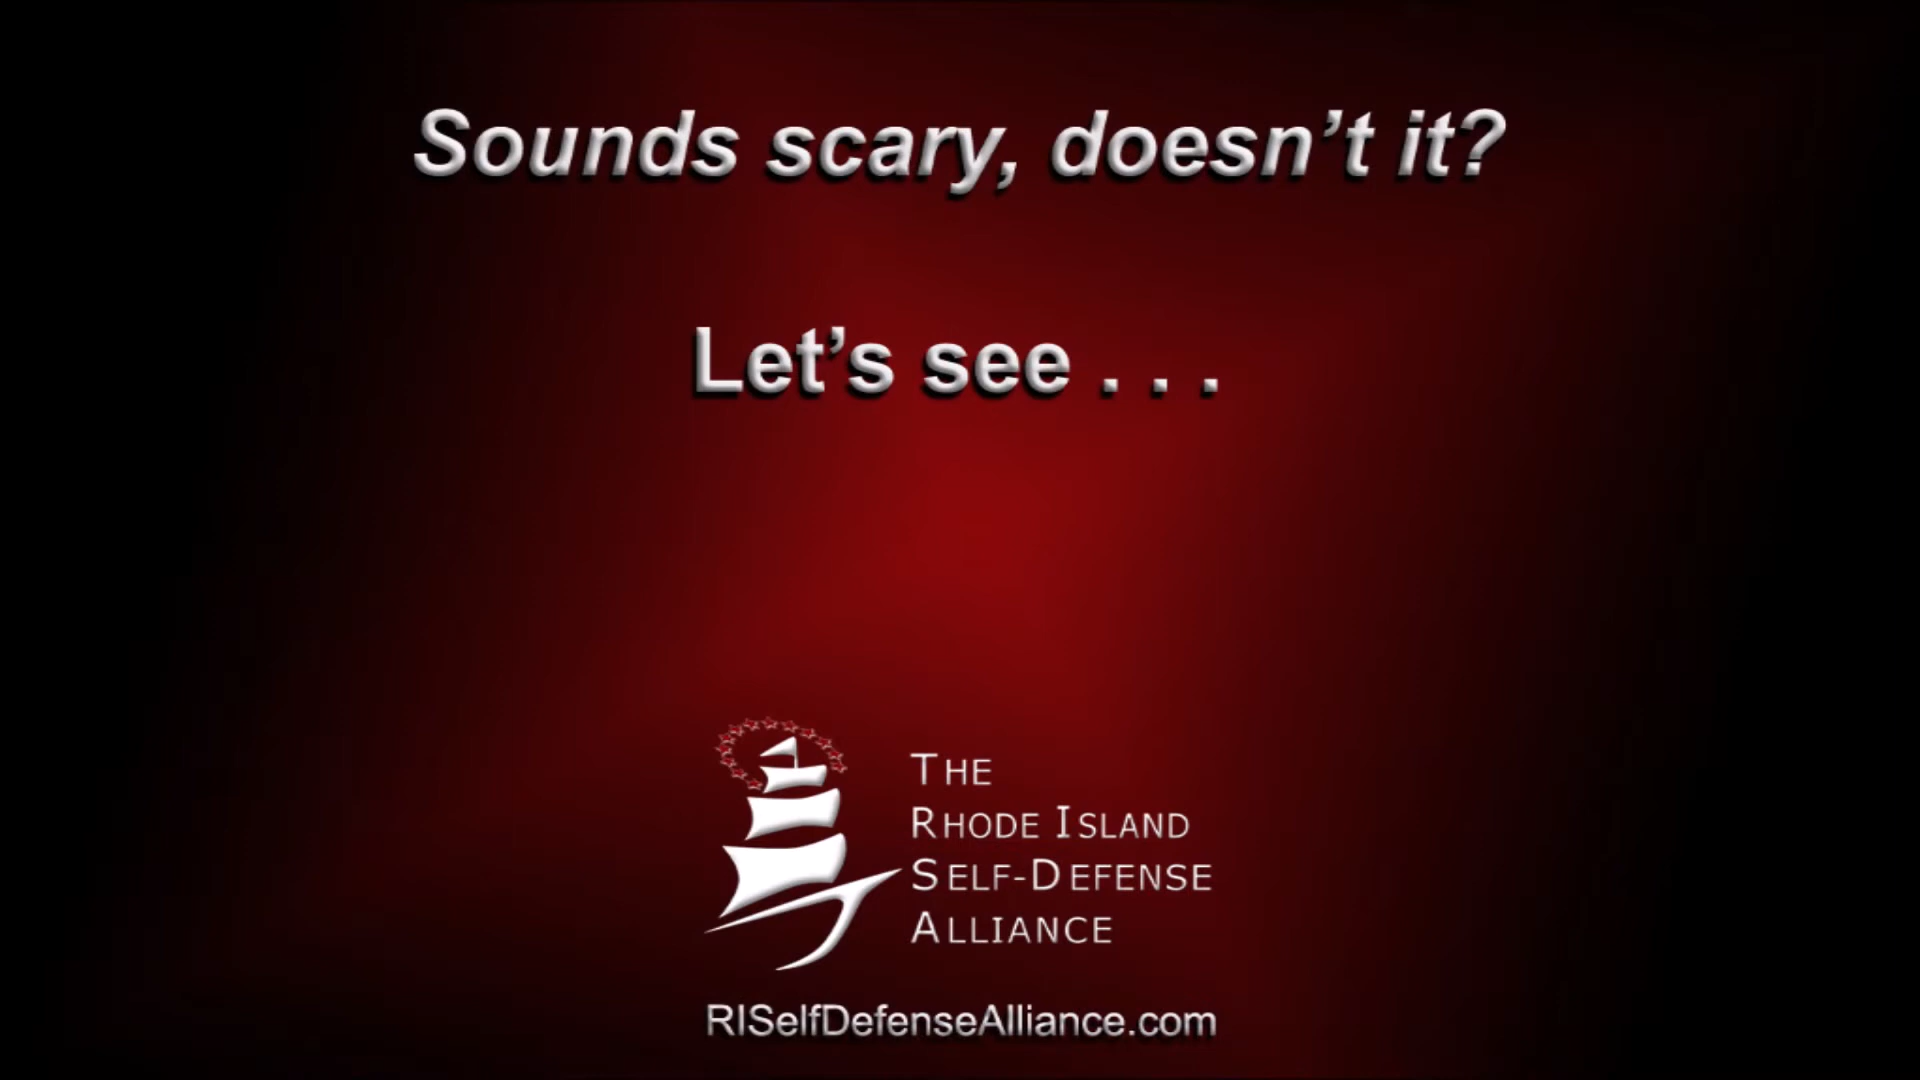 Sounds scary, doesn’t it?
Let’s see . . .
THE
RHODE ISLAND
SELF-DEFENSE
ALLIANCE
RISelfDefenseAlliance.com